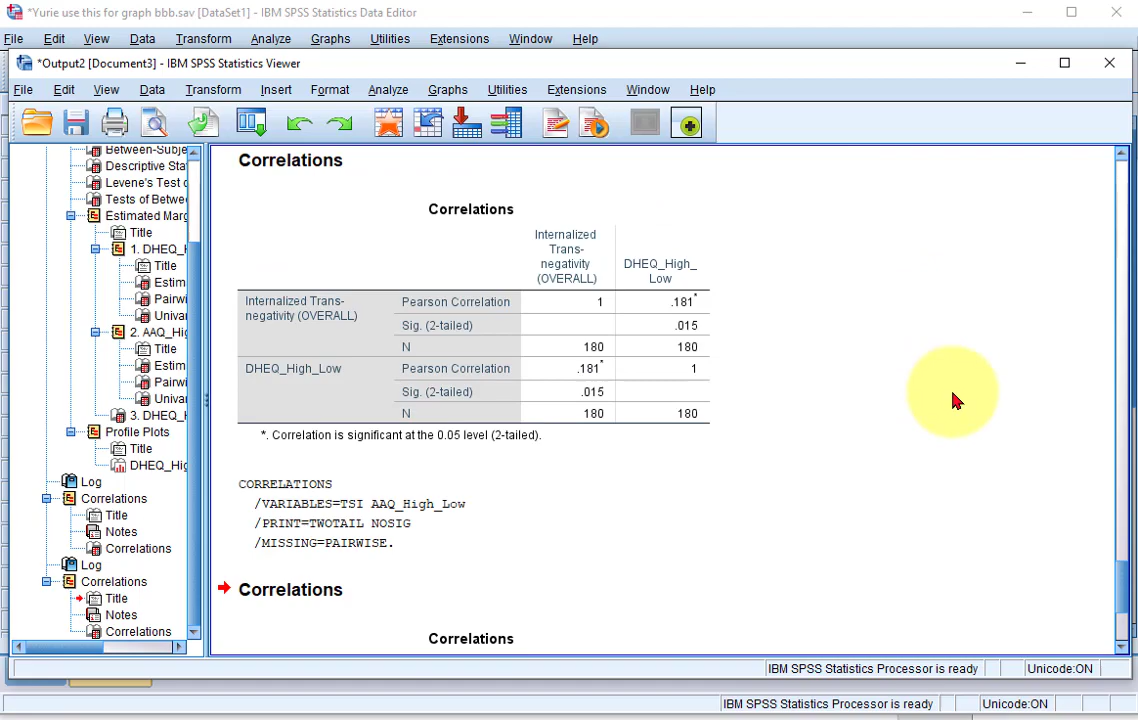 *Yurie use this for graph bbb.sav [DataSet1] - IBM SPSS Statistics Data Editor
File Edit View Data Transform Analyze Graphs Utilities Extensions Window Help
*Output2 [Document3] - IBM SPSS Statistics Viewer
File Edit View Data Transform Insert Format Analyze Graphs Utilities Extensions Window Help
Between-Subje
Descriptive Sta
Levene's Test o
Tests of Betwee
Estimated Marg
Title
1. DHEQ_H
Title
Estim
Pairw
Univar
2. AAQ_Hig
Title
Estim
Pairw
Univar
3. DHEQ_H
Profile Plots
Title
DHEQ_High
Log
Correlations
Title
Notes
Correlations
Log
Correlations
Title
Notes
Correlations
Correlations
Correlations
Internalized
Trans-
negativity
(OVERALL)
DHEQ_High_
Low
Internalized Trans-
negativity (OVERALL)
Pearson Correlation 1 .181*
Sig. (2-tailed) .015
N 180 180
DHEQ_High_Low Pearson Correlation .181* 1
Sig. (2-tailed) .015
N 180 180
*. Correlation is significant at the 0.05 level (2-tailed).
CORRELATIONS
/VARIABLES=TSI AAQ_High_Low
/PRINT=TWOTAIL NOSIG
/MISSING=PAIRWISE.
Correlations
Correlations
IBM SPSS Statistics Processor is ready Unicode:ON
IBM SPSS Statistics Processor is ready Unicode:ON